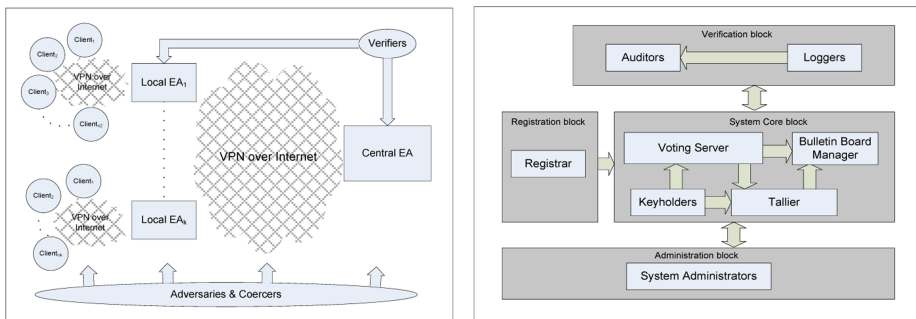 Client1
Client2
VPN over
Internet
Client3
Clientn2
Local EA1
Verifiers
VPN over Internet
Central EA
Client1
Client2
VPN over
Internet
Clientnk
Local EAk
Adversaries & Coercers
Verification block
Auditors
Loggers
Registration block
Registrar
System Core block
Voting Server
Bulletin Board
Manager
Keyholders
Tallier
Administration block
System Administrators